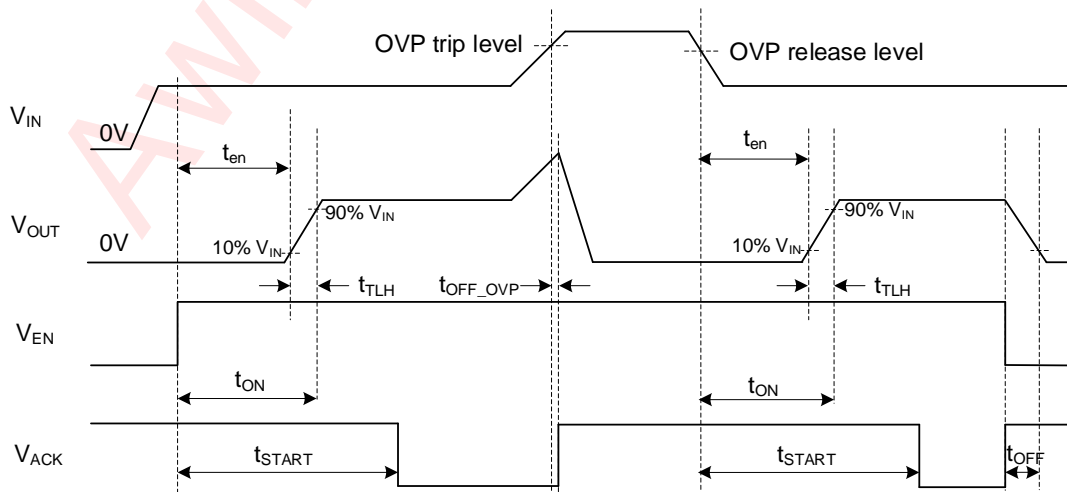 OVP trip level
OVP release level
VIN
0V
ten
ten
VOUT
0V
90% VIN
10% VIN
90% VIN
10% VIN
tTLH
tOFF_OVP
tTLH
VEN
tON
tON
VACK
tSTART
tSTART
tOFF
Awi